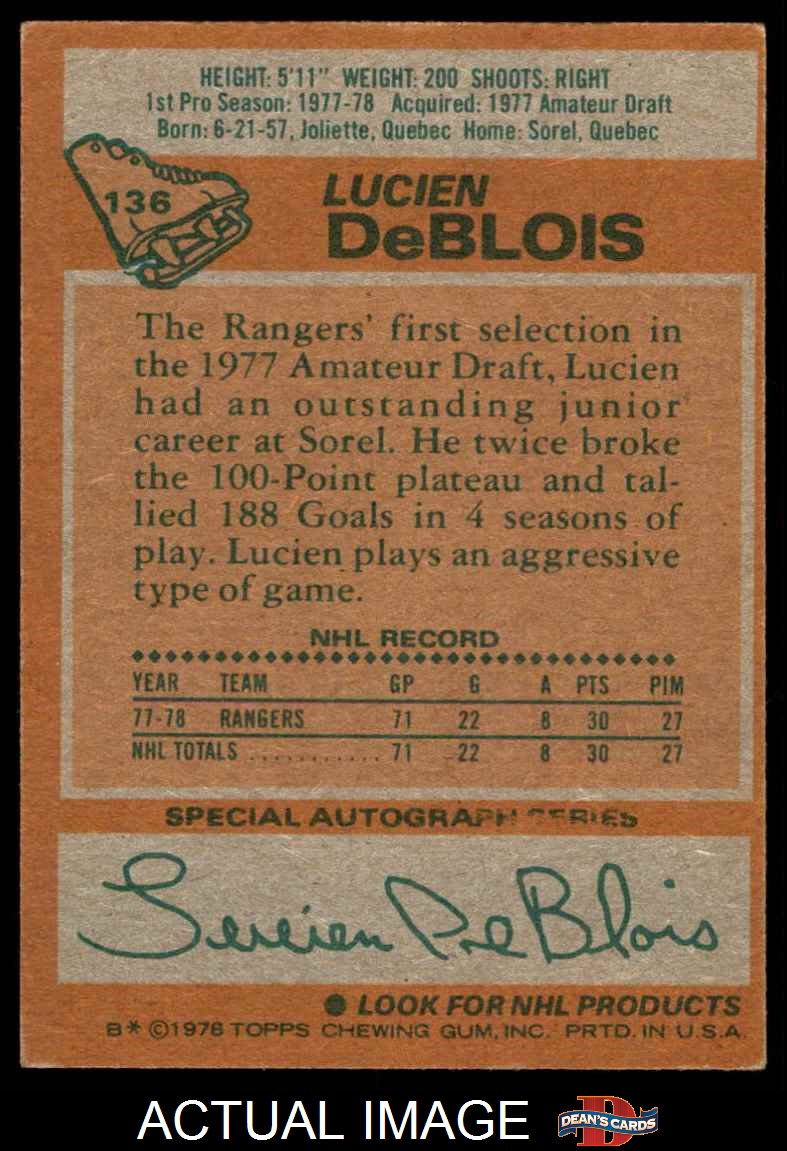 HEIGHT: 5'11" WEIGHT: 200 SHOOTS: RIGHT
1st Pro Season: 1977-78 Acquired: 1977 Amateur Draft
Born: 6-21-57, Joliette, Quebec Home: Sorel, Quebec
136
LUCIEN
DeBLOIS
The Rangers' first selection in
the 1977 Amateur Draft, Lucien
had an outstanding junior
career at Sorel. He twice broke
the 100-Point plateau and tal-
lied 188 Goals in 4 seasons of
play. Lucien plays an aggressive
type of game.
NHL RECORD
YEAR TEAM GP G A PTS PIM
77-78 RANGERS 71 22 8 30 27
NHL TOTALS ........... 71 22 8 30 27
SPECIAL AUTOGRAPH SERIES
Lucien DeBlois
● LOOK FOR NHL PRODUCTS
B* ©1978 TOPPS CHEWING GUM, INC. PRTD. IN U.S.A.
ACTUAL IMAGE
D
DEAN'S CARDS